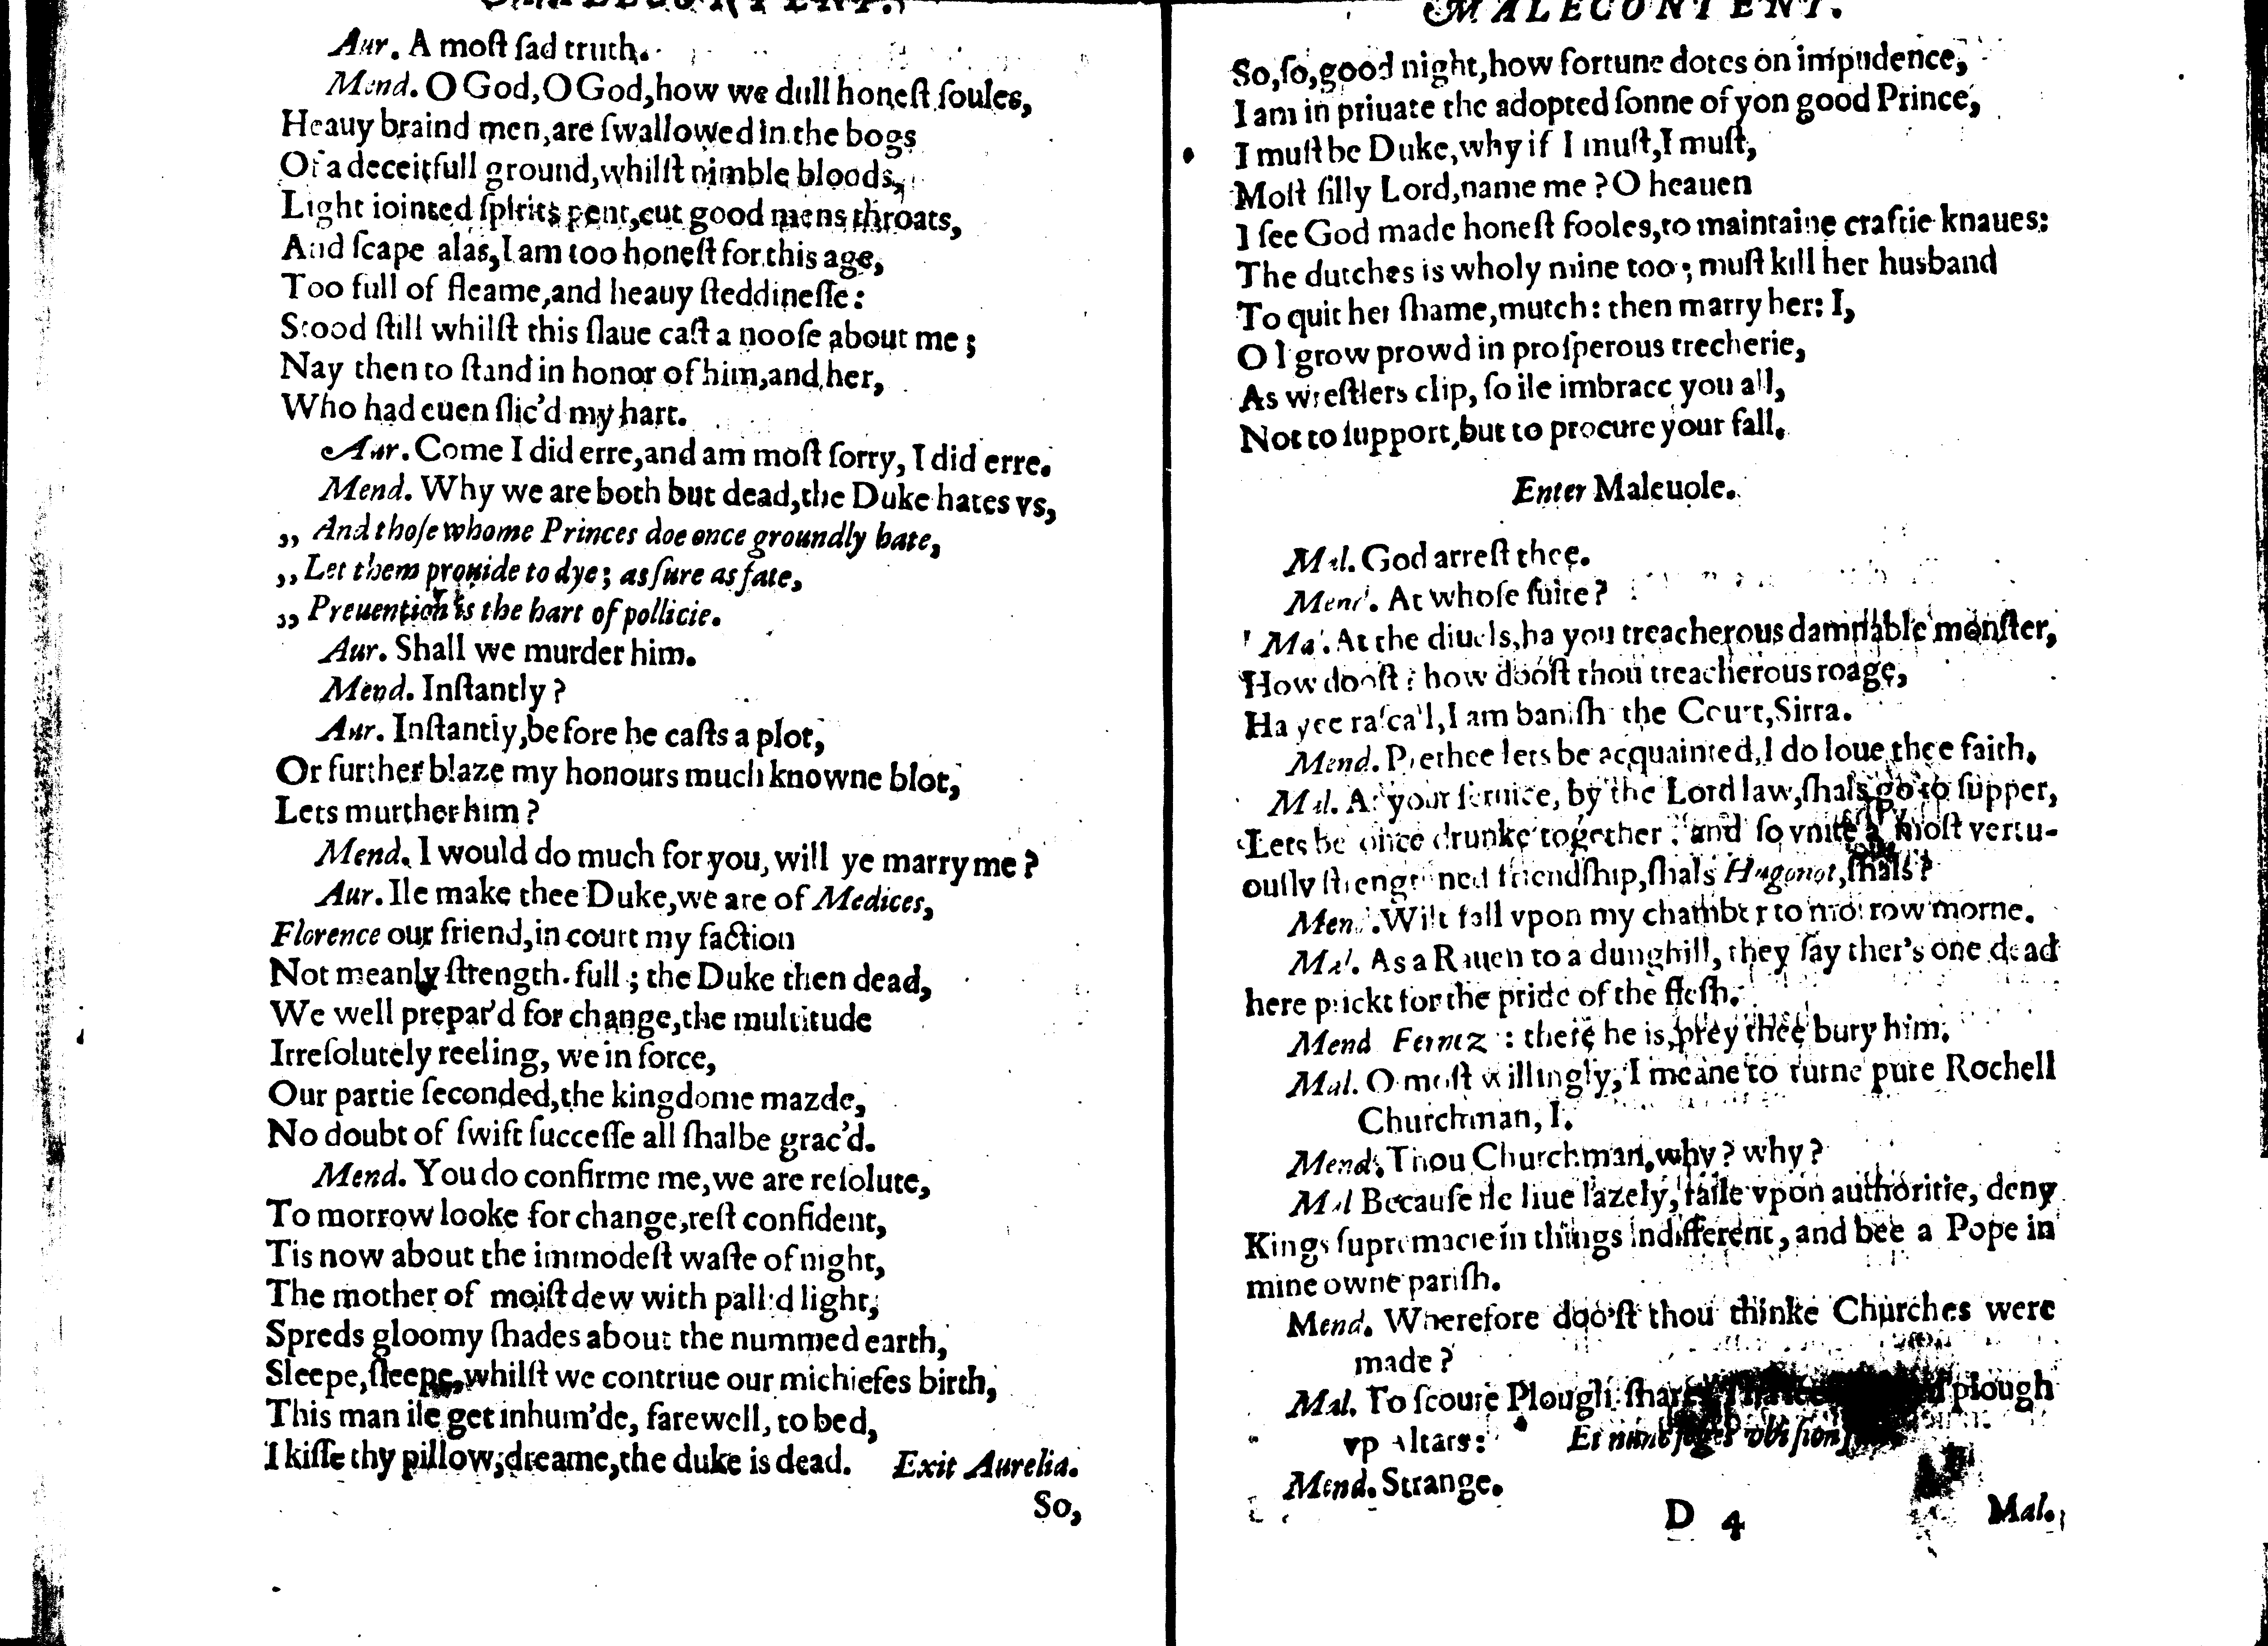 MALECONTENT.
Aur. A moſt ſad truth.
Mend. O God, O God, how we dull honeſt ſoules,
Heauy braind men, are ſwallowed in the bogs
Of a deceitfull ground, whilſt nimble bloods,
Light iointed ſpirits pent, cut good mens throats,
And ſcape alas, I am too honeſt for this age,
Too full of fleame, and heauy ſteddineſſe:
Stood ſtill whilſt this ſlaue caſt a nooſe about me;
Nay then to ſtand in honor of him, and her,
Who had euen ſlic'd my hart.
Aur. Come I did erre, and am moſt ſorry, I did erre.
Mend. Why we are both but dead, the Duke hates vs,
,, And thoſe whome Princes doe once groundly hate,
,, Let them prouide to dye; as ſure as fate,
,, Preuention is the hart of pollicie.
Aur. Shall we murder him.
Mend. Inſtantly?
Aur. Inſtantly, before he caſts a plot,
Or further blaze my honours much knowne blot,
Lets murther him?
Mend. I would do much for you, will ye marry me?
Aur. Ile make thee Duke, we are of Medices,
Florence our friend, in court my faction
Not meanly ſtrength-full; the Duke then dead,
We well prepar'd for change, the multitude
Irreſolutely reeling, we in force,
Our partie ſeconded, the kingdome mazde,
No doubt of ſwift ſucceſſe all ſhalbe grac'd.
Mend. You do confirme me, we are reſolute,
To morrow looke for change, reſt confident,
Tis now about the immodeſt waſte of night,
The mother of moiſt dew with pall'd light,
Spreds gloomy ſhades about the nummed earth,
Sleepe, ſleepe, whilſt we contriue our michiefes birth,
This man ile get inhum'de, farewell, to bed,
I kiſſe thy pillow, dreame, the duke is dead. Exit Aurelia.
So,
MALECONTENT.
So, ſo, good night, how fortune dotes on impudence,
I am in priuate the adopted ſonne of yon good Prince,
I muſt be Duke, why if I muſt, I muſt,
Moſt ſilly Lord, name me? O heauen
I ſee God made honeſt fooles, to maintaine craftie knaues:
The dutches is wholy mine too; muſt kill her husband
To quit her ſhame, mutch: then marry her: I,
O I grow prowd in proſperous trecherie,
As wreſtlers clip, ſo ile imbrace you all,
Not to ſupport, but to procure your fall.
Enter Maleuole.
Mal. God arreſt thee.
Mend. At whoſe ſuite?
Mal. At the diuels, ha you treacherous damnable monſter,
How dooſt? how dooſt thou treacherous roage,
Ha yee raſcall, I am baniſh the Court, Sirra.
Mend. Prethee lets be acquainted, I do loue thee faith.
Mal. At your ſeruice, by the Lord law, ſhals go to ſupper,
Lets be once drunke together, and ſo vnite a moſt vertu-
ouſly ſtrengthned friendſhip, ſhals Hugonot, ſhals?
Mend. Wilt fall vpon my chamber to morrow morne.
Mal. As a Rauen to a dunghill, they ſay ther's one dead
here prickt for the pride of the fleſh.
Mend Ferneze: there he is, prey thee bury him.
Mal. O moſt willingly, I meane to turne pure Rochell
Churchman, I.
Mend. Thou Churchman, why? why?
Mal Becauſe ile liue lazely, raile vpon authoritie, deny
Kings ſupremacie in things indifferent, and bee a Pope in
mine owne pariſh.
Mend. Wherefore doo'ſt thou thinke Churches were
made?
Mal. To ſcoure Plough-ſhares, plough
vp Altars: Et nunc ſeges vbi
Mend. Strange.
D 4
Mal.